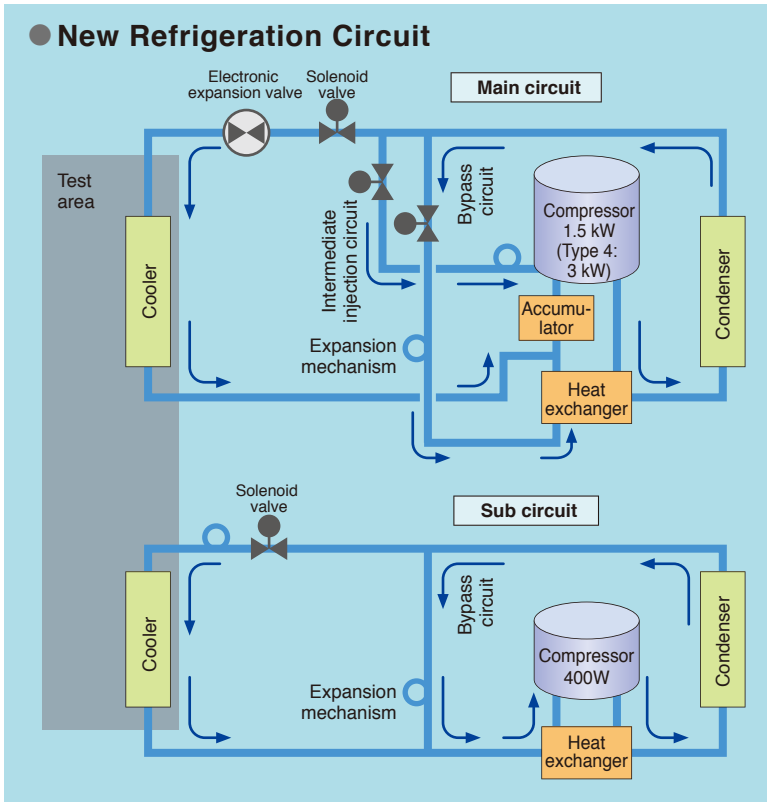 New Refrigeration Circuit
Electronic
expansion valve
Solenoid
valve
Main circuit
Test
area
Cooler
Intermediate
injection circuit
Bypass
circuit
Compressor
1.5 kW
(Type 4:
3 kW)
Condenser
Accumu-
lator
Expansion
mechanism
Heat
exchanger
Solenoid
valve
Sub circuit
Cooler
Bypass
circuit
Compressor
400W
Condenser
Expansion
mechanism
Heat
exchanger